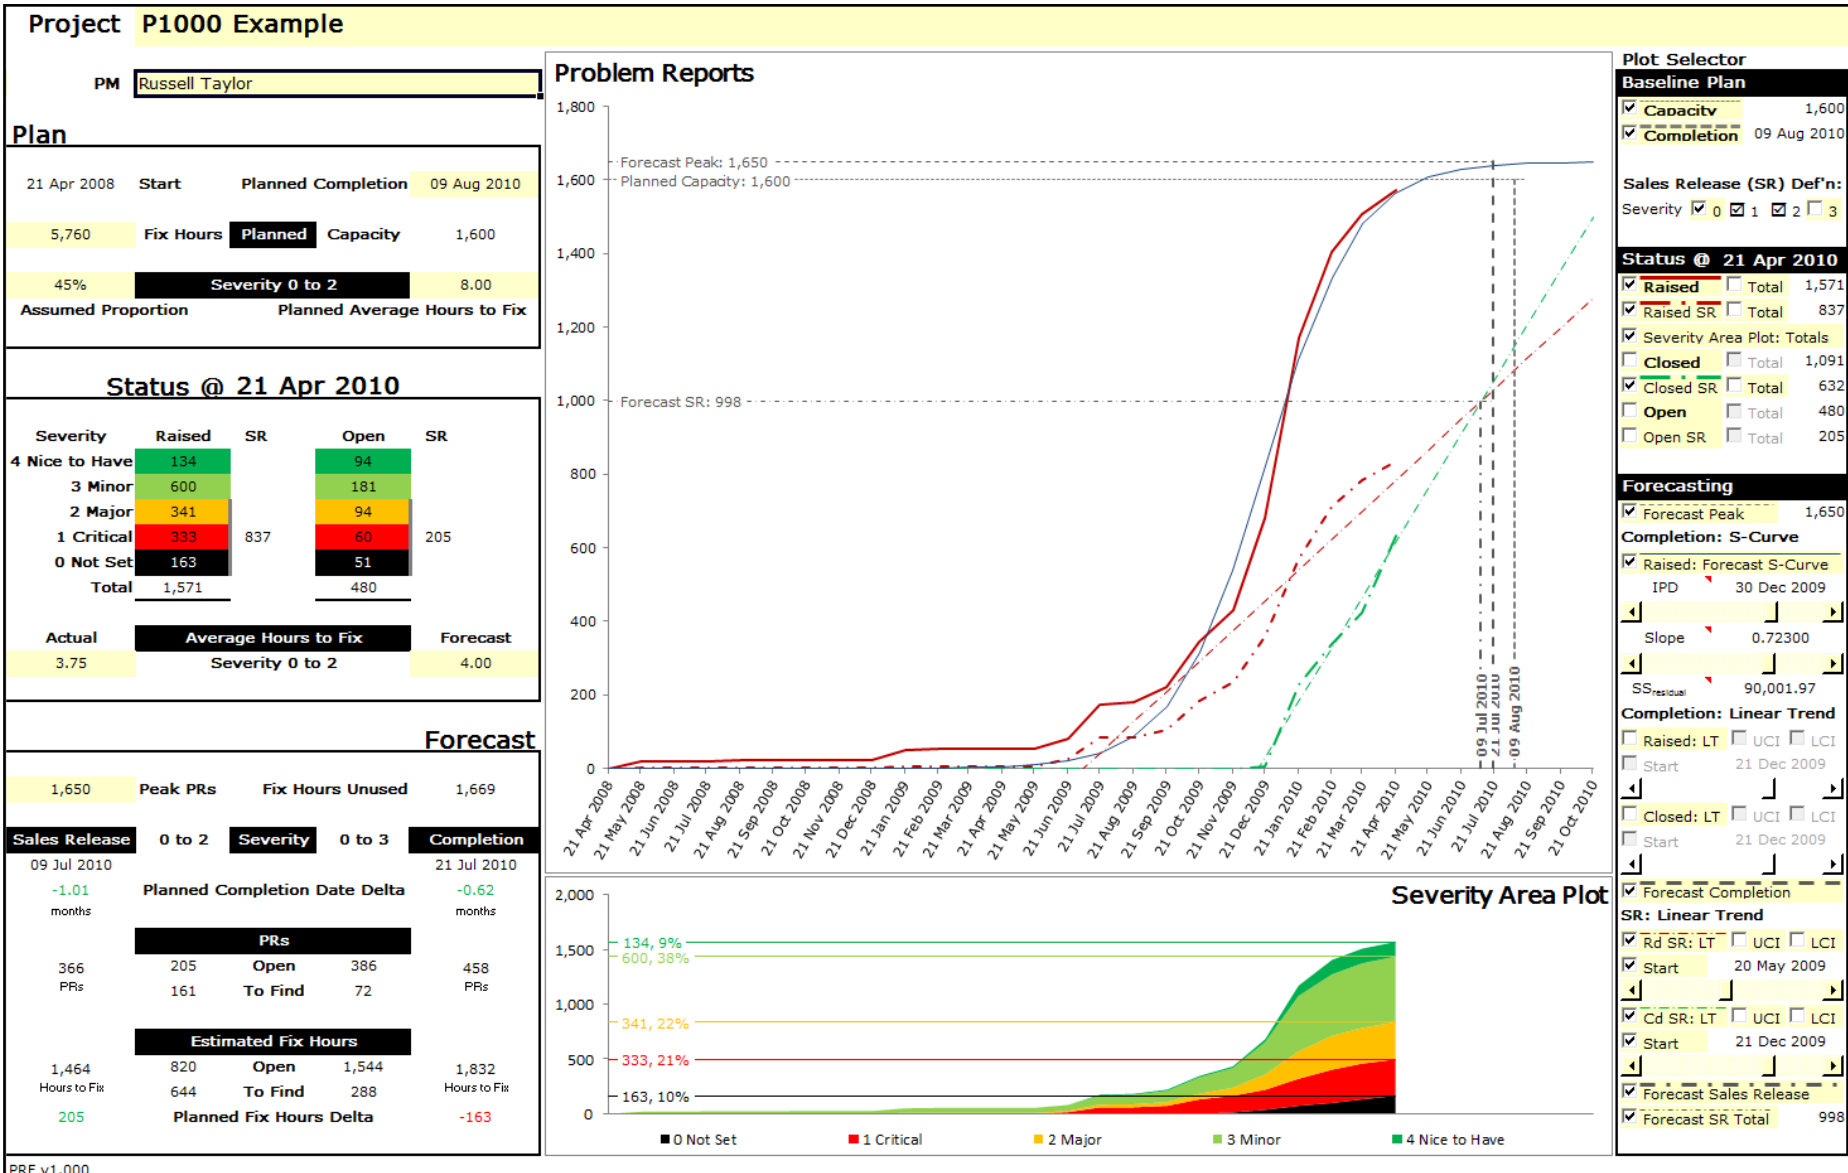 Project P1000 Example
PM Russell Taylor
Plan
21 Apr 2008 Start Planned Completion 09 Aug 2010
5,760 Fix Hours Planned Capacity 1,600
45% Severity 0 to 2 8.00
Assumed Proportion Planned Average Hours to Fix
Status @ 21 Apr 2010
Severity Raised SR Open SR
4 Nice to Have 134 94
3 Minor 600 181
2 Major 341 94
1 Critical 333 837 60 205
0 Not Set 163 51
Total 1,571 480
Actual Average Hours to Fix Forecast
3.75 Severity 0 to 2 4.00
Forecast
1,650 Peak PRs Fix Hours Unused 1,669
Sales Release 0 to 2 Severity 0 to 3 Completion
09 Jul 2010 21 Jul 2010
-1.01 Planned Completion Date Delta -0.62
months months
PRs
366 205 Open 386 458
PRs 161 To Find 72 PRs
Estimated Fix Hours
1,464 820 Open 1,544 1,832
Hours to Fix 644 To Find 288 Hours to Fix
205 Planned Fix Hours Delta -163
PRF v1.000
Problem Reports
1,800
1,600
1,400
1,200
1,000
800
600
400
200
0
Forecast Peak: 1,650
Planned Capacity: 1,600
Forecast SR: 998
09 Jul 2010
21 Jul 2010
09 Aug 2010
21 Apr 2008
21 May 2008
21 Jun 2008
21 Jul 2008
21 Aug 2008
21 Sep 2008
21 Oct 2008
21 Nov 2008
21 Dec 2008
21 Jan 2009
21 Feb 2009
21 Mar 2009
21 Apr 2009
21 May 2009
21 Jun 2009
21 Jul 2009
21 Aug 2009
21 Sep 2009
21 Oct 2009
21 Nov 2009
21 Dec 2009
21 Jan 2010
21 Feb 2010
21 Mar 2010
21 Apr 2010
21 May 2010
21 Jun 2010
21 Jul 2010
21 Aug 2010
21 Sep 2010
21 Oct 2010
Severity Area Plot
2,000
1,500
1,000
500
0
134, 9%
600, 38%
341, 22%
333, 21%
163, 10%
0 Not Set 1 Critical 2 Major 3 Minor 4 Nice to Have
Plot Selector
Baseline Plan
Capacity 1,600
Completion 09 Aug 2010
Sales Release (SR) Def'n:
Severity 0 1 2 3
Status @ 21 Apr 2010
Raised Total 1,571
Raised SR Total 837
Severity Area Plot: Totals
Closed Total 1,091
Closed SR Total 632
Open Total 480
Open SR Total 205
Forecasting
Forecast Peak 1,650
Completion: S-Curve
Raised: Forecast S-Curve
IPD 30 Dec 2009
Slope 0.72300
SSresidual 90,001.97
Completion: Linear Trend
Raised: LT UCI LCI
Start 21 Dec 2009
Closed: LT UCI LCI
Start 21 Dec 2009
Forecast Completion
SR: Linear Trend
Rd SR: LT UCI LCI
Start 20 May 2009
Cd SR: LT UCI LCI
Start 21 Dec 2009
Forecast Sales Release
Forecast SR Total 998